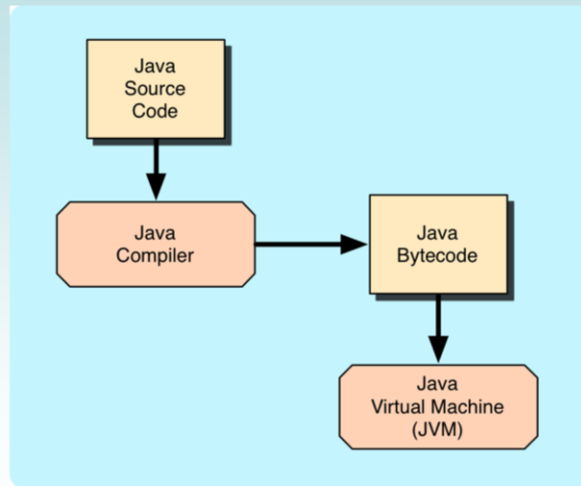 Java
Source
Code
Java
Compiler
Java
Bytecode
Java
Virtual Machine
(JVM)